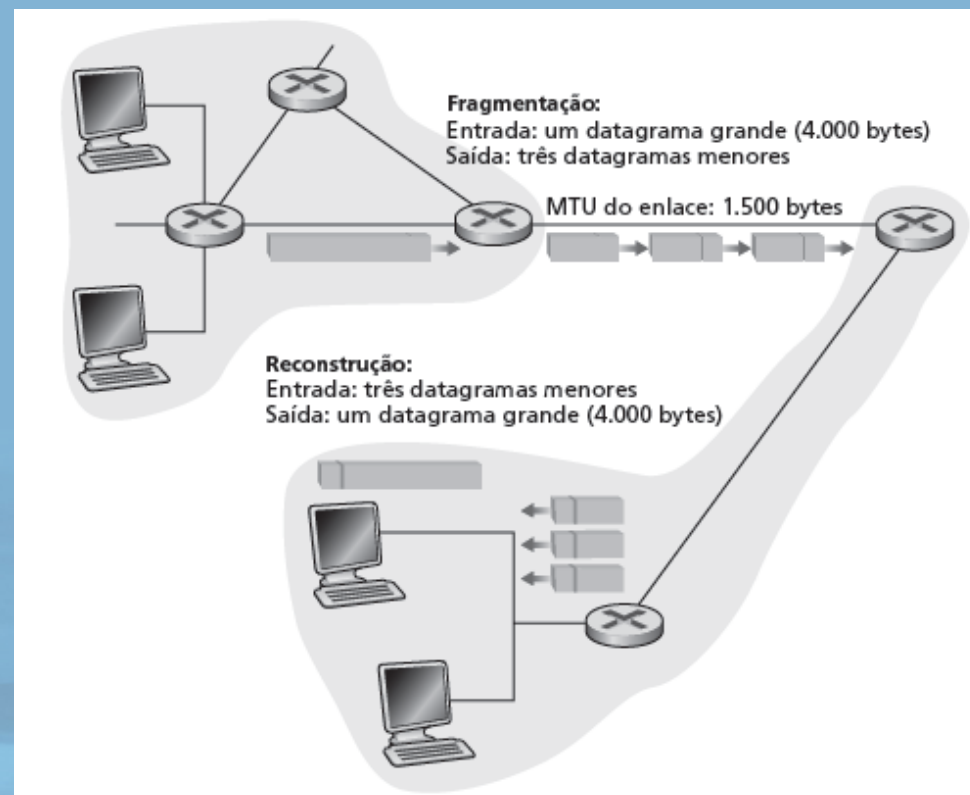 Fragmentação:
Entrada: um datagrama grande (4.000 bytes)
Saída: três datagramas menores
MTU do enlace: 1.500 bytes
Reconstrução:
Entrada: três datagramas menores
Saída: um datagrama grande (4.000 bytes)